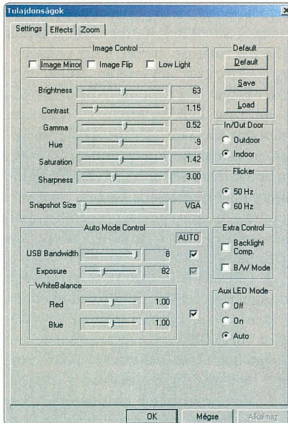 Tulajdonságok
Settings Effects Zoom
Image Control
Image Mirror Image Flip Low Light
Brightness 63
Contrast 1.15
Gamma 0.52
Hue -9
Saturation 1.42
Sharpness 3.00
Snapshot Size VGA
Auto Mode Control
AUTO
USB Bandwidth 8
Exposure 82
WhiteBalance
Red 1.00
Blue 1.00
Default
Default
Save
Load
In/Out Door
Outdoor
Indoor
Flicker
50 Hz
60 Hz
Extra Control
Backlight
Comp.
B/W Mode
Aux LED Mode
Off
On
Auto
OK Mégse Alkalmaz